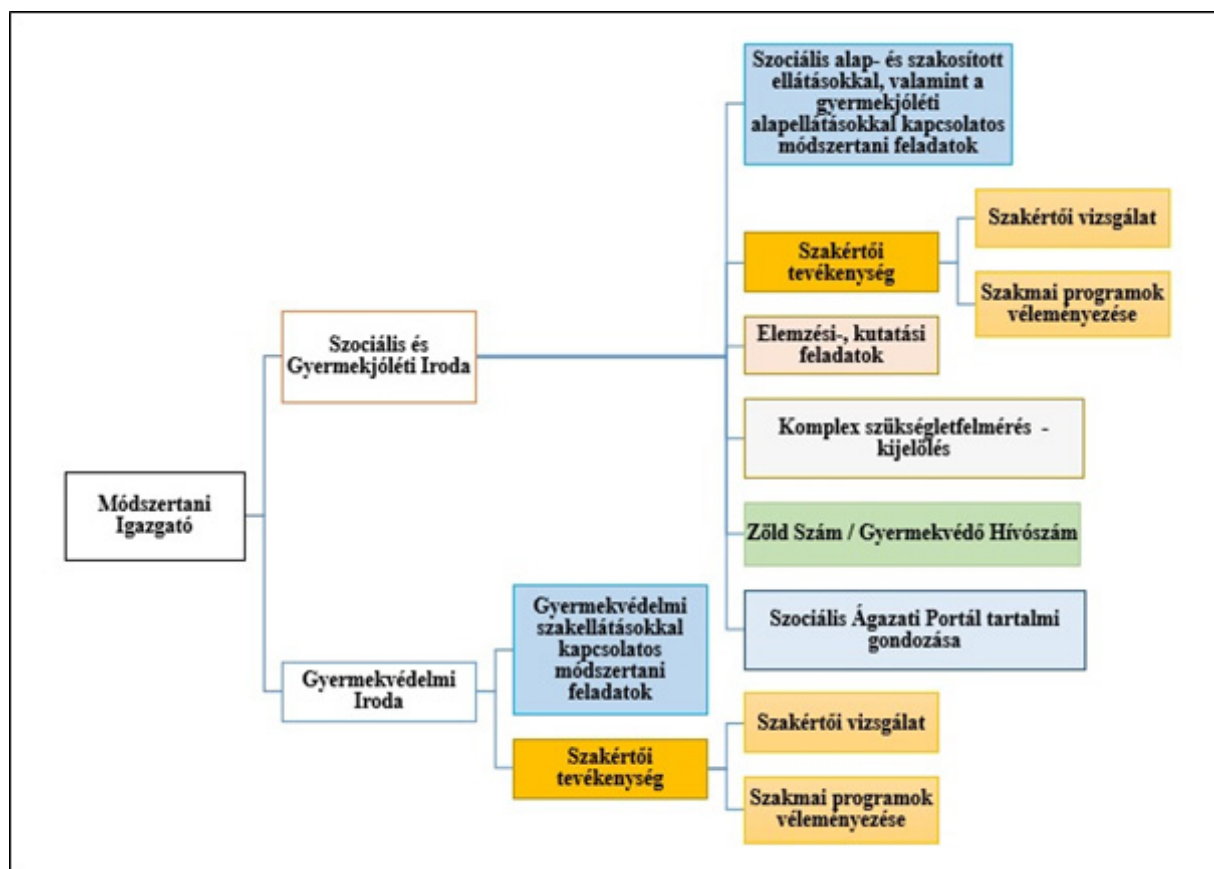 Szociális alap- és szakosított
ellátásokkal, valamint a
gyermekjóléti
alapellátásokkal kapcsolatos
módszertani feladatok
Szakértői
tevékenység
Szakértői vizsgálat
Szakmai programok
véleményezése
Elemzési-, kutatási
feladatok
Szociális és
Gyermekjóléti Iroda
Komplex szükségletfelmérés -
kijelölés
Módszertani
Igazgató
Zöld Szám / Gyermekvédő Hívószám
Szociális Ágazati Portál tartalmi
gondozása
Gyermekvédelmi
Iroda
Gyermekvédelmi
szakellátásokkal
kapcsolatos
módszertani
feladatok
Szakértői
tevékenység
Szakértői vizsgálat
Szakmai programok
véleményezése